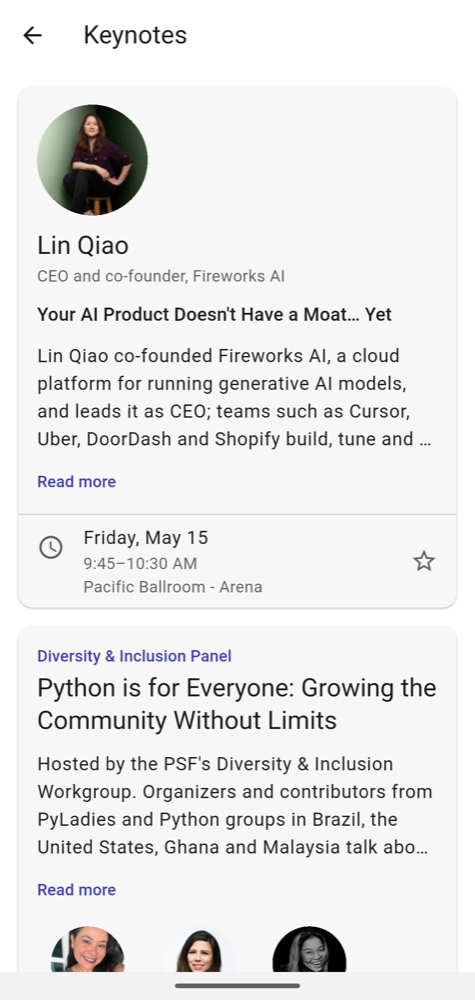 Keynotes
Lin Qiao
CEO and co-founder, Fireworks AI
Your AI Product Doesn't Have a Moat... Yet
Lin Qiao co-founded Fireworks AI, a cloud
platform for running generative AI models,
and leads it as CEO; teams such as Cursor,
Uber, DoorDash and Shopify build, tune and ...
Read more
Friday, May 15
9:45–10:30 AM
Pacific Ballroom - Arena
Diversity & Inclusion Panel
Python is for Everyone: Growing the
Community Without Limits
Hosted by the PSF's Diversity & Inclusion
Workgroup. Organizers and contributors from
PyLadies and Python groups in Brazil, the
United States, Ghana and Malaysia talk abo...
Read more